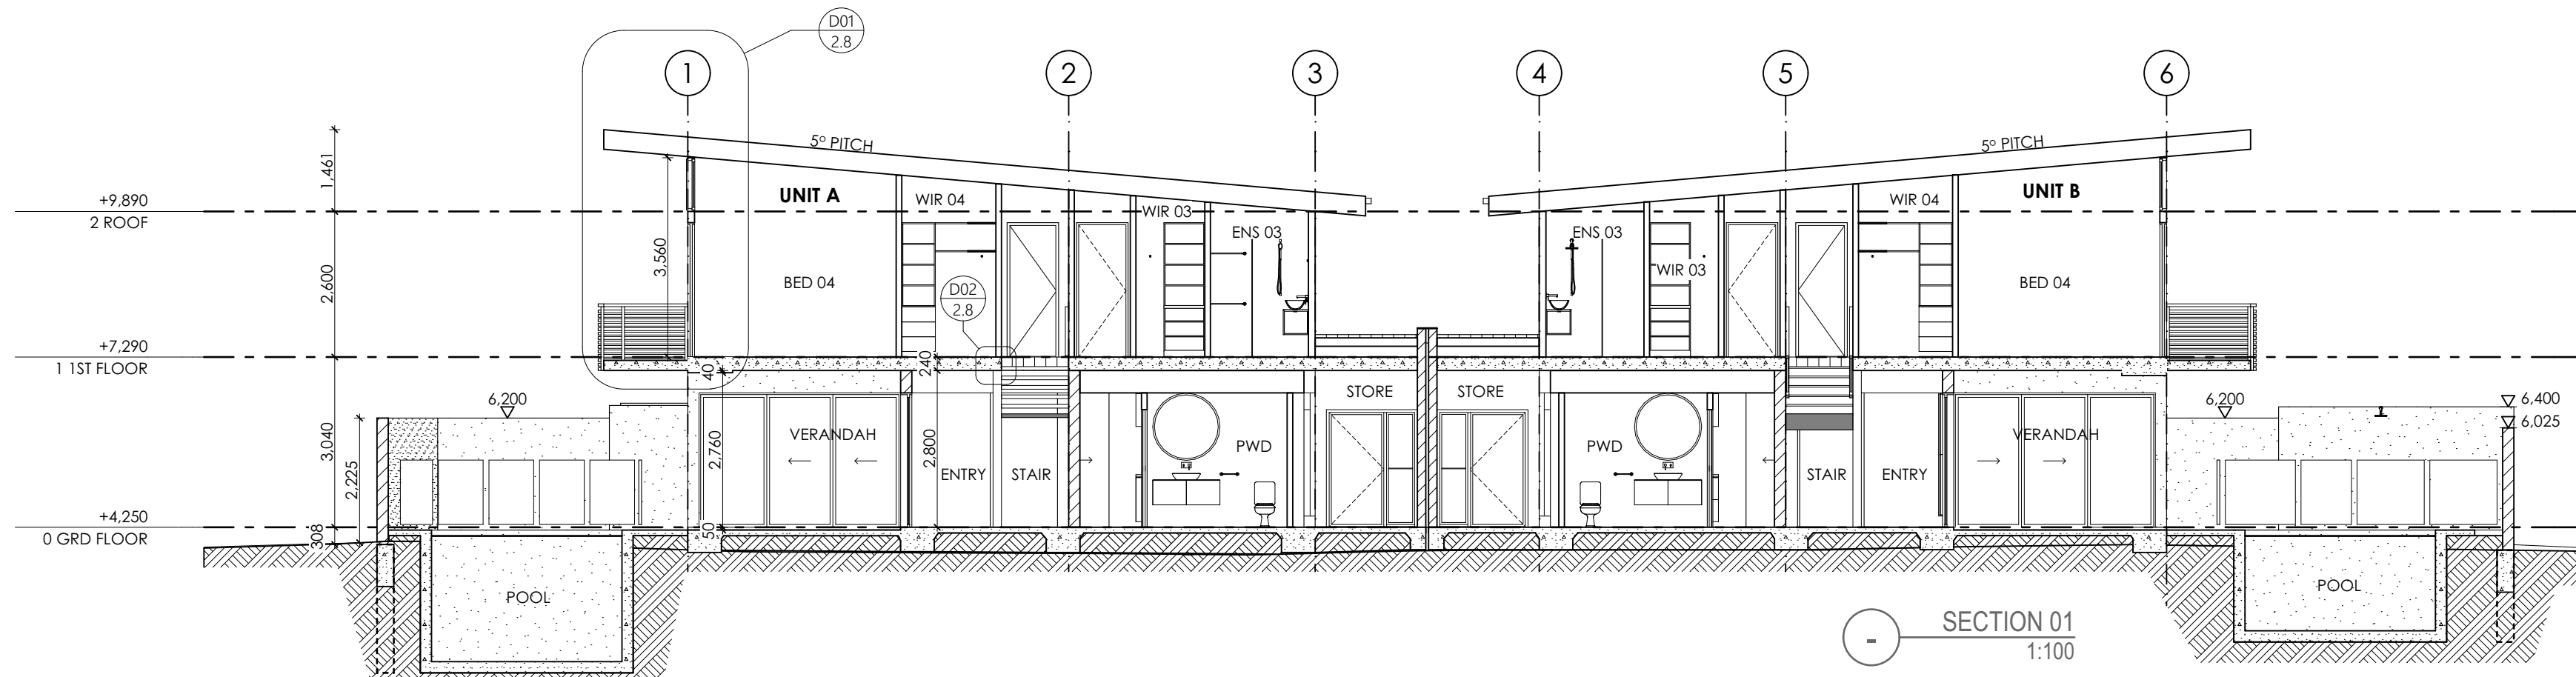 D01
2.8
1
2
3
4
5
6
5° PITCH
5° PITCH
1,461
+9,890
2 ROOF
UNIT A
WIR 04
WIR 03
ENS 03
ENS 03
WIR 03
WIR 04
UNIT B
3,560
2,600
BED 04
D02
2.8
BED 04
+7,290
1 1ST FLOOR
40
240
STORE
STORE
6,200
6,200
6,400
6,025
3,040
2,225
VERANDAH
2,760
2,800
ENTRY
STAIR
PWD
PWD
STAIR
ENTRY
VERANDAH
+4,250
0 GRD FLOOR
308
50
POOL
POOL
-
SECTION 01
1:100